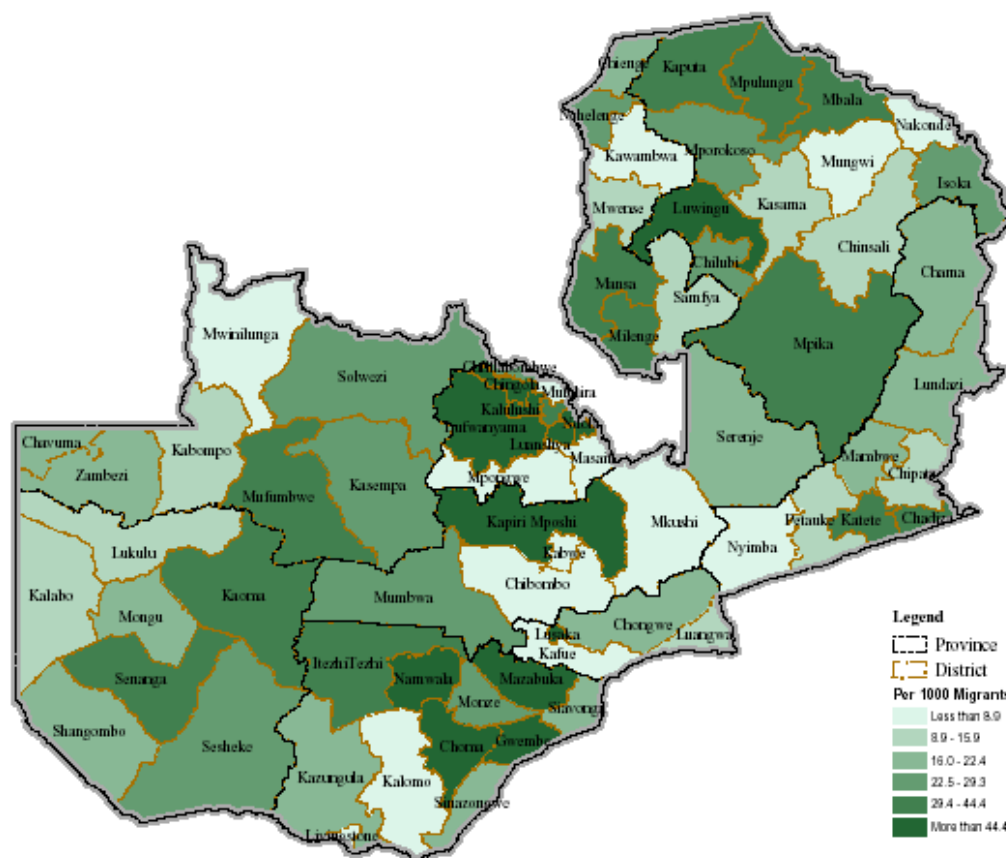 Chienge
Kaputa
Mpulungu
Mbala
Nchelenge
Nakonde
Kawambwa
Mporokoso
Mungwi
Isoka
Mwense
Luwingu
Kasama
Chinsali
Chilubi
Chama
Mansa
Samfya
Milenge
Mpika
Mwinilunga
Solwezi
Chingola
Mufulira
Kalulushi
Lufwanyama
Ndola
Luanshya
Lundazi
Serenje
Chavuma
Zambezi
Kabompo
Masaiti
Mpongwe
Mambwe
Chipata
Mufumbwe
Kasempa
Kapiri Mposhi
Mkushi
Petauke
Katete
Chadiz
Nyimba
Lukulu
Kabwe
Kalabo
Kaoma
Mumbwa
Chibombo
Mongu
Chongwe
Luangwa
Lusaka
Kafue
Senanga
ItezhiTezhi
Namwala
Mazabuka
Monze
Siavonga
Shangombo
Sesheke
Choma
Gwembe
Kazungula
Kalomo
Sinazongwe
Livingstone
Legend
Province
District
Per 1000 Migrants
Less than 8.9
8.9 - 15.9
16.0 - 22.4
22.5 - 29.3
29.4 - 44.4
More than 44.4